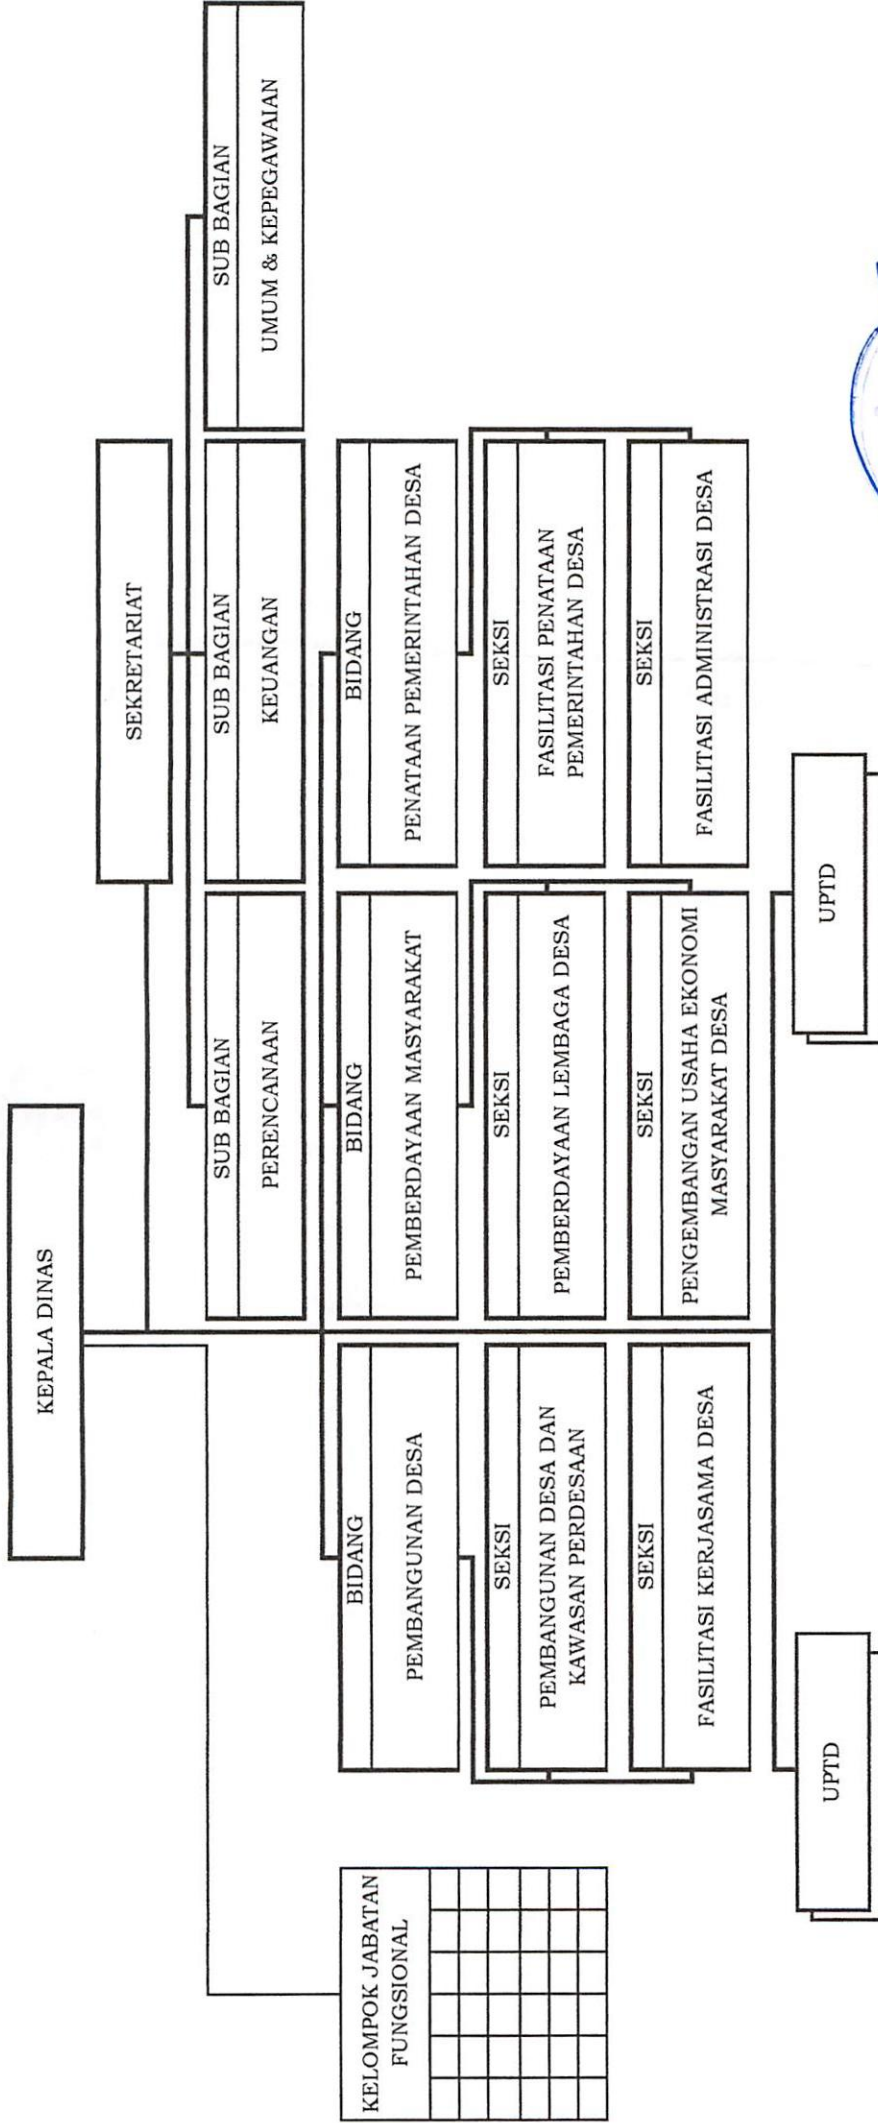 KEPALA DINAS
SEKRETARIAT
SUB BAGIAN
PERENCANAAN
SUB BAGIAN
KEUANGAN
SUB BAGIAN
UMUM & KEPEGAWAIAN
KELOMPOK JABATAN
FUNGSIONAL
BIDANG
PEMBANGUNAN DESA
SEKSI
PEMBANGUNAN DESA DAN
KAWASAN PERDESAAN
SEKSI
FASILITASI KERJASAMA DESA
BIDANG
PEMBERDAYAAN MASYARAKAT
SEKSI
PEMBERDAYAAN LEMBAGA DESA
SEKSI
PENGEMBANGAN USAHA EKONOMI
MASYARAKAT DESA
BIDANG
PENATAAN PEMERINTAHAN DESA
SEKSI
FASILITASI PENATAAN
PEMERINTAHAN DESA
SEKSI
FASILITASI ADMINISTRASI DESA
UPTD
UPTD